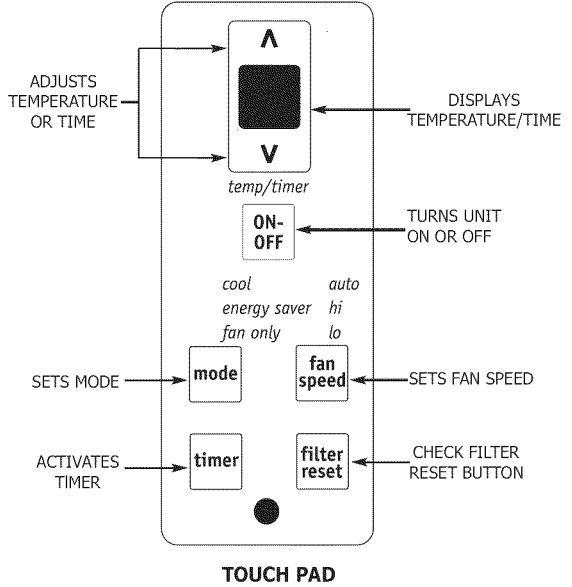 ADJUSTS
TEMPERATURE
OR TIME
DISPLAYS
TEMPERATURE/TIME
temp/timer
ON-
OFF
TURNS UNIT
ON OR OFF
cool
auto
energy saver
hi
fan only
lo
SETS MODE
mode
fan
speed
SETS FAN SPEED
ACTIVATES
TIMER
timer
filter
reset
CHECK FILTER
RESET BUTTON
TOUCH PAD